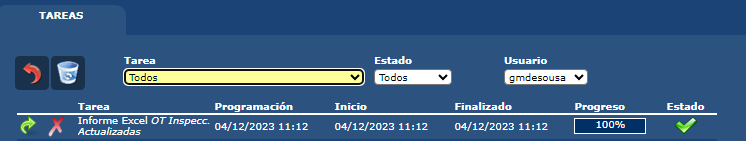 TAREAS
Tarea Estado Usuario
Todos Todos gmdesousa
Tarea Programación Inicio Finalizado Progreso Estado
Informe Excel OT Inspecc. 04/12/2023 11:12 04/12/2023 11:12 04/12/2023 11:12 100%
Actualizadas